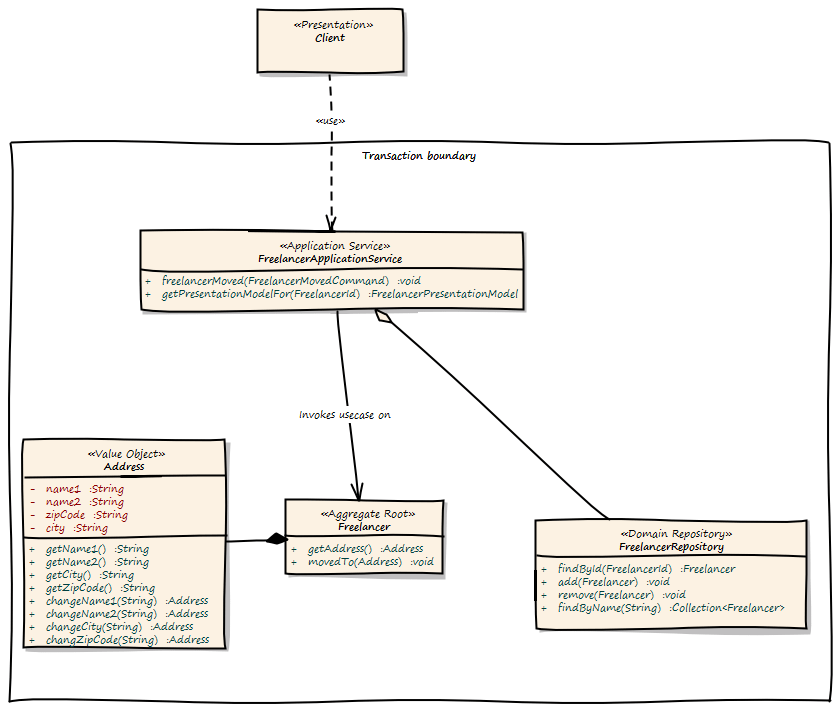 «Presentation»
Client
«use»
Transaction boundary
«Application Service»
FreelancerApplicationService
+ freelancerMoved(FreelancerMovedCommand) :void
+ getPresentationModelFor(FreelancerId) :FreelancerPresentationModel
Invokes usecase on
«Value Object»
Address
- name1 :String
- name2 :String
- zipCode :String
- city :String
+ getName1() :String
+ getName2() :String
+ getCity() :String
+ getZipCode() :String
+ changeName1(String) :Address
+ changeName2(String) :Address
+ changeCity(String) :Address
+ changZipCode(String) :Address
«Aggregate Root»
Freelancer
+ getAddress() :Address
+ movedTo(Address) :void
«Domain Repository»
FreelancerRepository
+ findById(FreelancerId) :Freelancer
+ add(Freelancer) :void
+ remove(Freelancer) :void
+ findByName(String) :Collection<Freelancer>